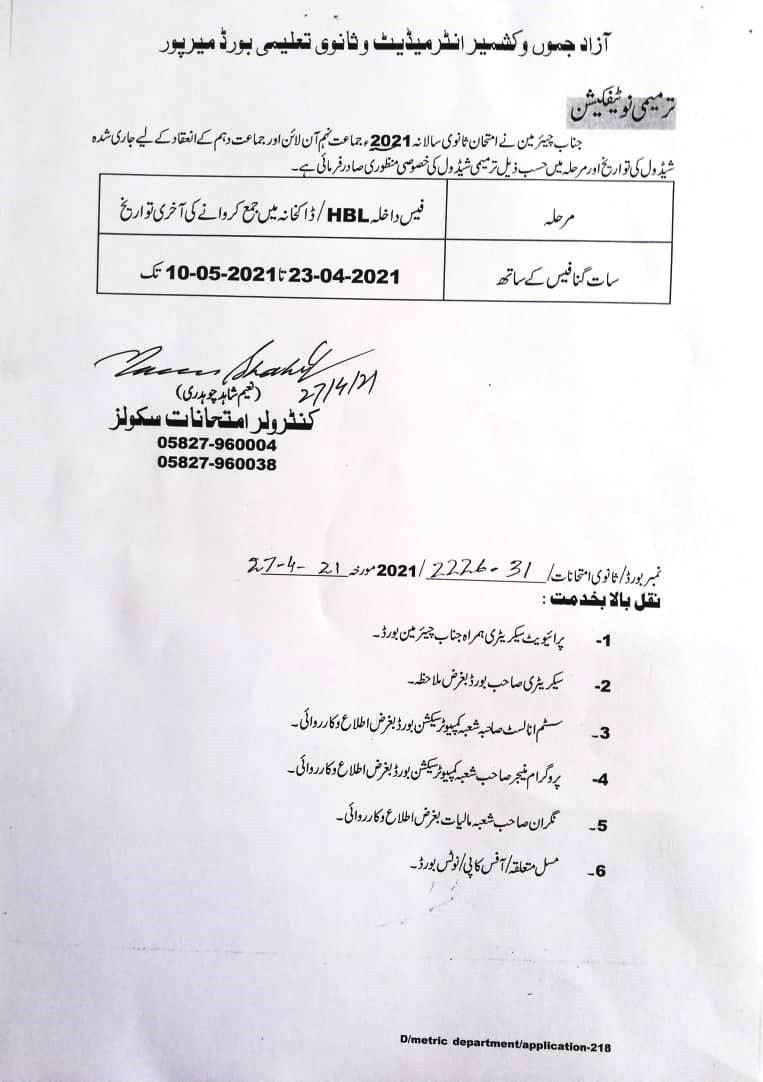 آزاد جموں و کشمیر انٹرمیڈیٹ و ثانوی تعلیمی بورڈ میرپور
ترمیمی نوٹیفکیشن
جناب چیئرمین نے امتحان ثانوی سالانہ 2021ء جماعت نہم آن لائن اور جماعت دہم کے انعقاد کے لیے جاری شدہ
شیڈول کی تواریخ اور مرحلہ میں حسب ذیل ترمیمی شیڈول کی خصوصی منظوری صادر فرمائی ہے۔
مرحلہ
فیس داخلہ HBL/ڈاکخانہ میں جمع کروانے کی آخری تواریخ
سات گنا فیس کے ساتھ
23-04-2021 تا 10-05-2021 تک
27/4/21
(نعیم شاہد چوہدری)
کنٹرولر امتحانات سکولز
05827-960004
05827-960038
نمبر بورڈ/ثانوی امتحانات/ 2226-31 /2021 مورخہ 27-4-21
نقل بالا بخدمت :
1- پرائیویٹ سیکریٹری ہمراہ جناب چیئرمین بورڈ۔
2- سیکریٹری صاحب بورڈ بغرض ملاحظہ۔
3۔ سسٹم انالسٹ صاحبہ شعبہ کمپیوٹر سیکشن بورڈ بغرض اطلاع و کارروائی۔
4- پروگرام منیجر صاحب شعبہ کمپیوٹر سیکشن بورڈ بغرض اطلاع و کارروائی۔
5۔ نگران صاحب شعبہ مالیات بغرض اطلاع و کارروائی۔
6۔ مسل متعلقہ/آفس کاپی/نوٹس بورڈ۔
D/metric department/application-218